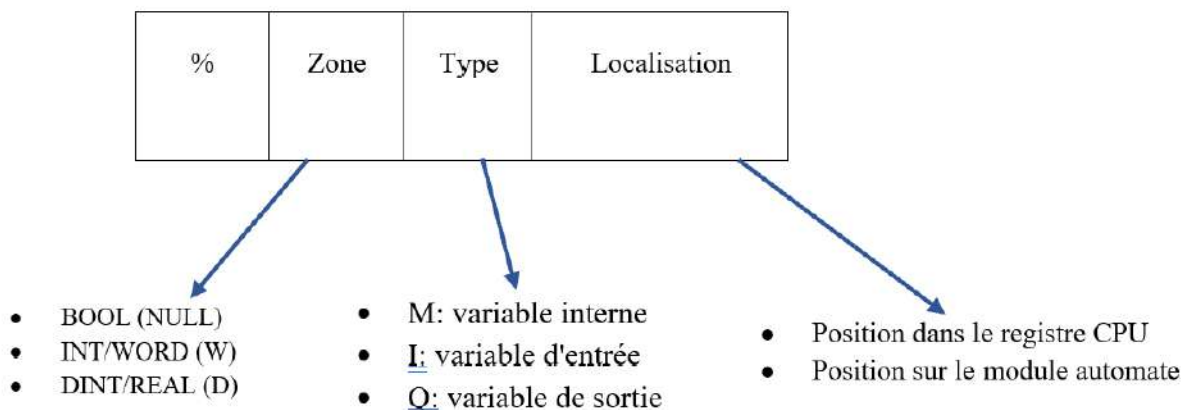 %
Zone
Type
Localisation
• BOOL (NULL)
• INT/WORD (W)
• DINT/REAL (D)
• M: variable interne
• I: variable d'entrée
• Q: variable de sortie
• Position dans le registre CPU
• Position sur le module automate